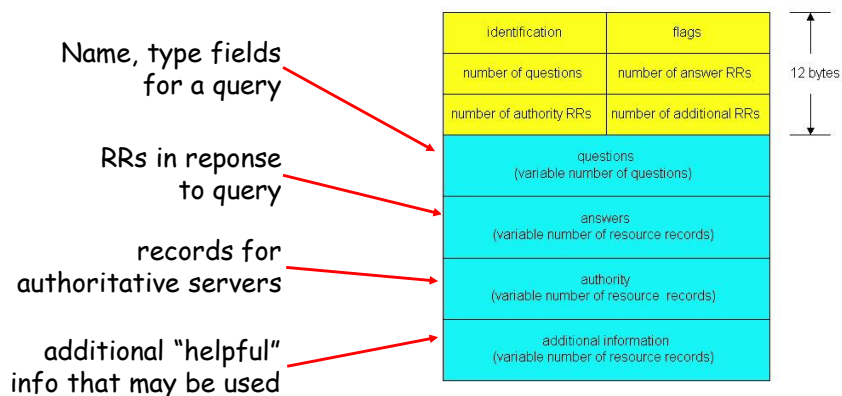 Name, type fields
for a query
RRs in reponse
to query
records for
authoritative servers
additional “helpful”
info that may be used
identification
flags
number of questions
number of answer RRs
number of authority RRs
number of additional RRs
12 bytes
questions
(variable number of questions)
answers
(variable number of resource records)
authority
(variable number of resource records)
additional information
(variable number of resource records)